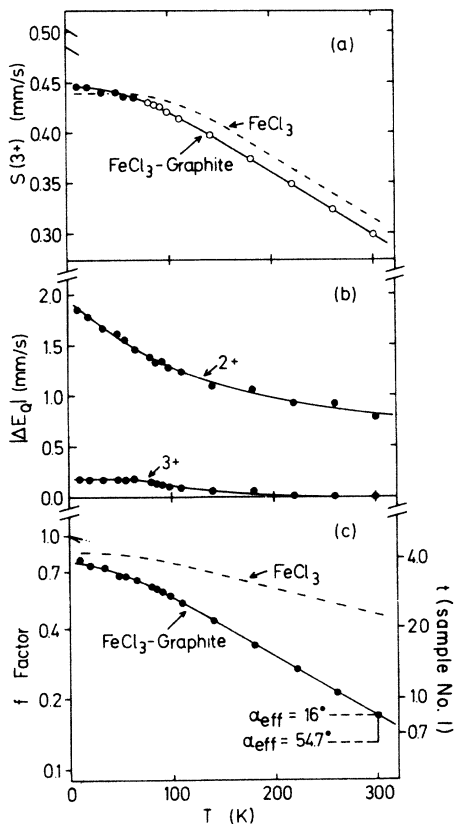 0.50
(a)
S(3+) (mm/s)
0.45
FeCl₃
0.40
FeCl₃-Graphite
0.35
0.30
2.0
(b)
|ΔE_Q| (mm/s)
1.5
2+
1.0
0.5
3+
0.0
1.0
(c)
4.0
0.7
FeCl₃
f Factor
t (sample No. 1)
0.4
FeCl₃-Graphite
2.0
0.2
αeff = 16°
1.0
αeff = 54.7°
0.7
0.1
0
100
200
300
T (K)